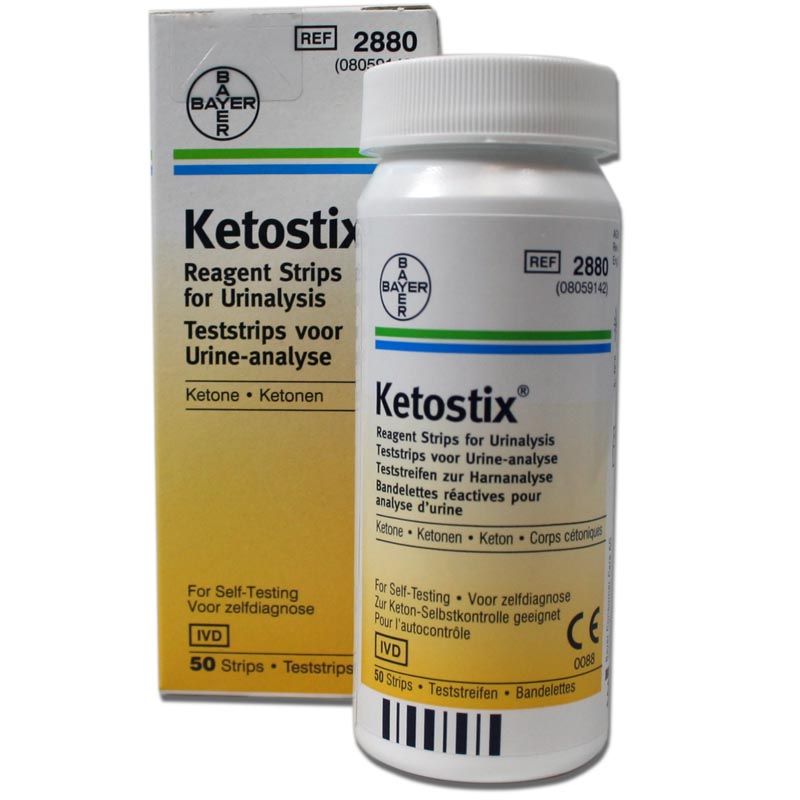 REF 2880
BAYER
BAYER
Ketostix
Reagent Strips
for Urinalysis
Teststrips voor
Urine-analyse
Ketone • Ketonen
For Self-Testing
Voor zelfdiagnose
IVD
50 Strips • Teststrips
BAYER
BAYER
REF 2880
(08059142)
Ketostix®
Reagent Strips for Urinalysis
Teststrips voor Urine-analyse
Teststreifen zur Harnanalyse
Bandelettes réactives pour
analyse d'urine
Ketone • Ketonen • Keton • Corps cétoniques
For Self-Testing • Voor zelfdiagnose
Zur Keton-Selbstkontrolle geeignet
Pour l'autocontrôle
IVD
CE
0088
50 Strips • Teststreifen • Bandelettes